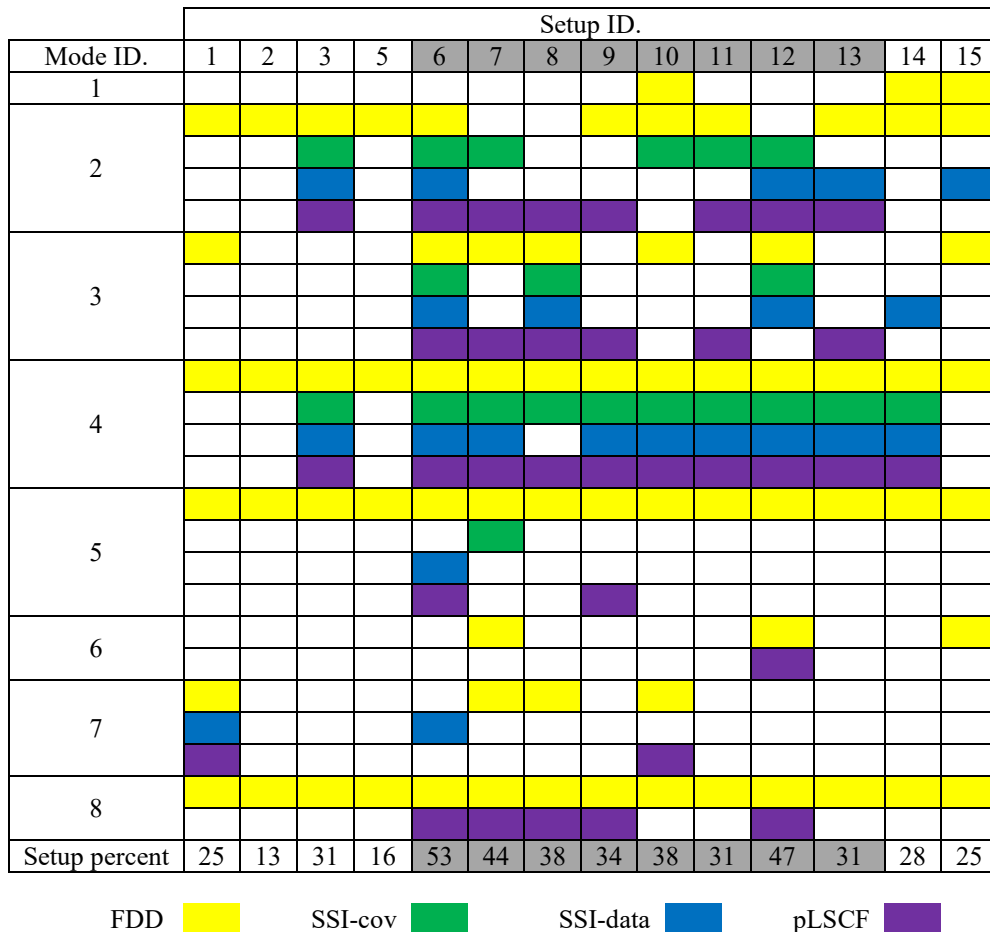 Setup ID.
Mode ID. 1 2 3 5 6 7 8 9 10 11 12 13 14 15
1
2
3
4
5
6
7
8
Setup percent 25 13 31 16 53 44 38 34 38 31 47 31 28 25
FDD SSI-cov SSI-data pLSCF